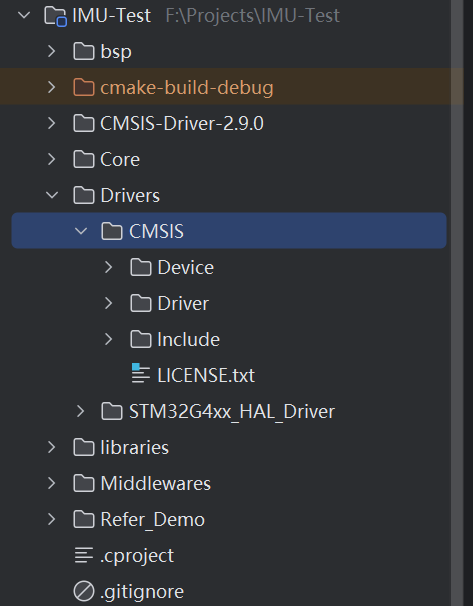 IMU-Test F:\Projects\IMU-Test
bsp
cmake-build-debug
CMSIS-Driver-2.9.0
Core
Drivers
CMSIS
Device
Driver
Include
LICENSE.txt
STM32G4xx_HAL_Driver
libraries
Middlewares
Refer_Demo
.cproject
.gitignore